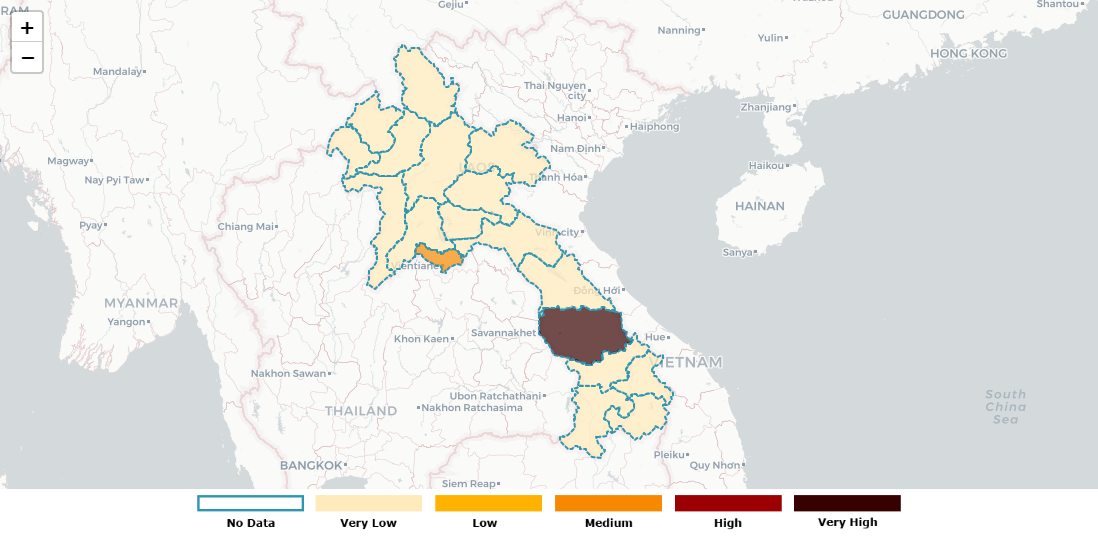 RAM
+
−
Gejiu
Shantou
GUANGDONG
Nanning
Yulin
HONG KONG
Mandalay
Thai Nguyen
city
Zhanjiang
Hanoi
Haiphong
Nam Định
Magway
LAOS
Haikou
Nay Pyi Taw
Thanh Hóa
HAINAN
Pyay
Chiang Mai
Vinh city
Sanya
Vientiane
Đồng Hới
MYANMAR
Yangon
Savannakhet
Khon Kaen
Hue
VIETNAM
Nakhon Sawan
Ubon Ratchathani
South
China
Sea
THAILAND
Nakhon Ratchasima
Pleiku
BANGKOK
Quy Nhơn
Siem Reap
No Data
Very Low
Low
Medium
High
Very High